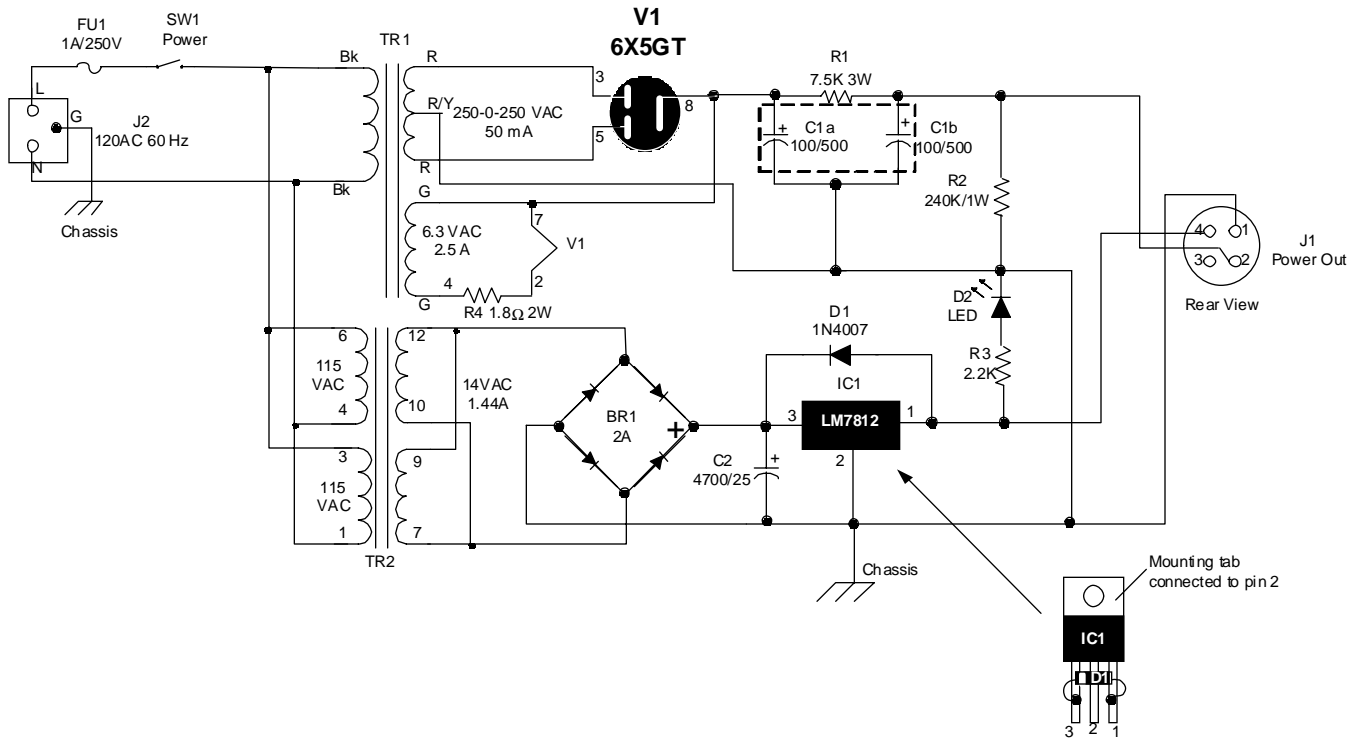 FU1
1A/250V
SW1
Power
L
G
N
J2
120AC 60 Hz
Chassis
Bk
Bk
TR1
R
R/Y
250-0-250 VAC
50 mA
R
G
6.3 VAC
2.5 A
4
G
R4 1.8Ω 2W
7
V1
2
V1
6X5GT
3
5
8
R1
7.5K 3W
+
C1a
100/500
+
C1b
100/500
R2
240K/1W
4
1
3
2
J1
Power Out
Rear View
D2
LED
R3
2.2K
D1
1N4007
IC1
3
LM7812
1
2
6
115
VAC
4
3
115
VAC
1
12
14VAC
1.44A
10
9
7
TR2
BR1
2A
+
C2
4700/25
+
Chassis
Mounting tab
connected to pin 2
IC1
D1
3
2
1